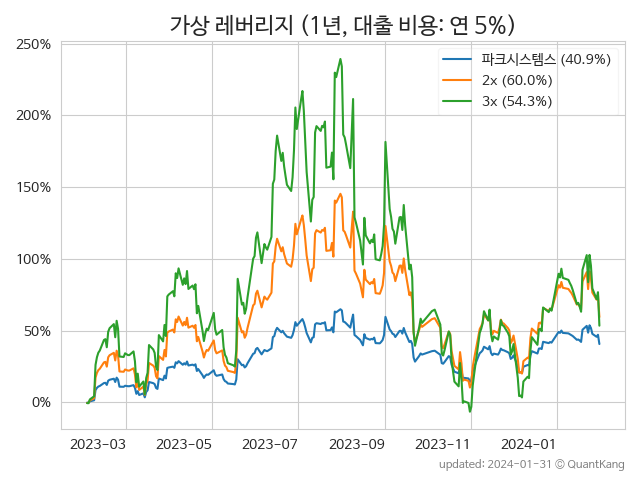 가상 레버리지 (1년, 대출 비용: 연 5%)
250%
200%
150%
100%
50%
0%
파크시스템스 (40.9%)
2x (60.0%)
3x (54.3%)
2023-03
2023-05
2023-07
2023-09
2023-11
2024-01
updated: 2024-01-31 © QuantKang